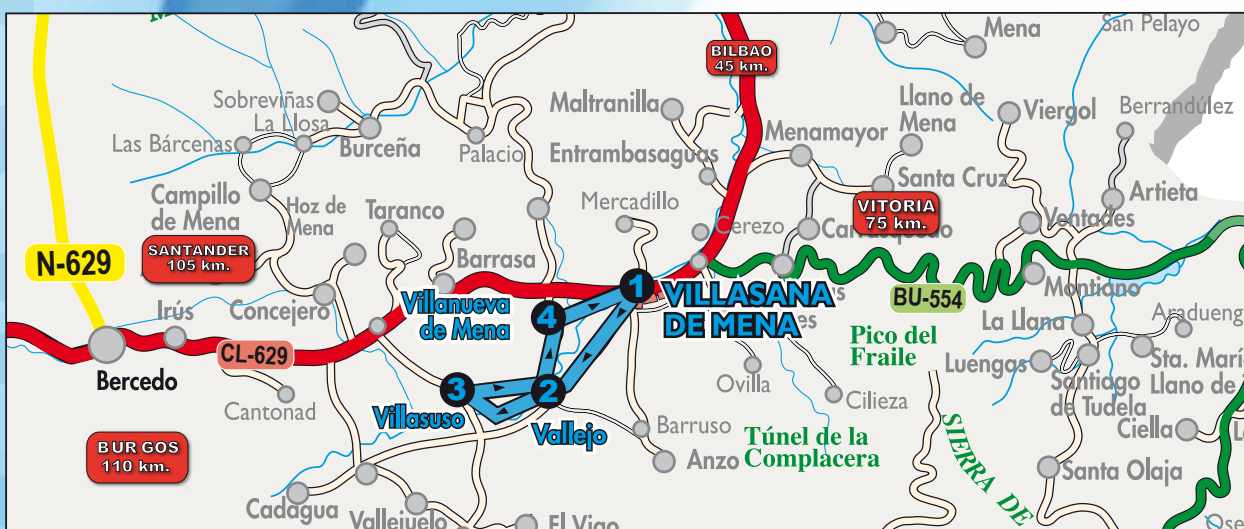 Mena
San Pelayo
BILBAO
45 km.
Sobreviñas
La Llosa
Las Bárcenas
Burceña
Palacio
Maltranilla
Entrambasaguas
Menamayor
Llano de
Mena
Viergol
Berrandúlez
Campillo
de Mena
Hoz de
Mena
Taranco
Mercadillo
Cerezo
Santa Cruz
VITORIA
75 km.
Carrasquedo
Artieta
Ventades
N-629
SANTANDER
105 km.
Barrasa
Concejero
Irús
Villanueva
de Mena
4
1
VILLASANA
DE MENA
BU-554
Montiano
Pico del
Fraile
La Llana
Luengas
Santiago
de Tudela
Sta. Marí
Llano de
CL-629
Bercedo
Cantonad
3
Villasuso
2
Vallejo
Ovilla
Cilieza
Barruso
Anzo
Túnel de la
Complacera
SIERRA DE
Ciella
Santa Olaja
BURGOS
110 km.
Cadagua
Vallejuelo
El Vigo